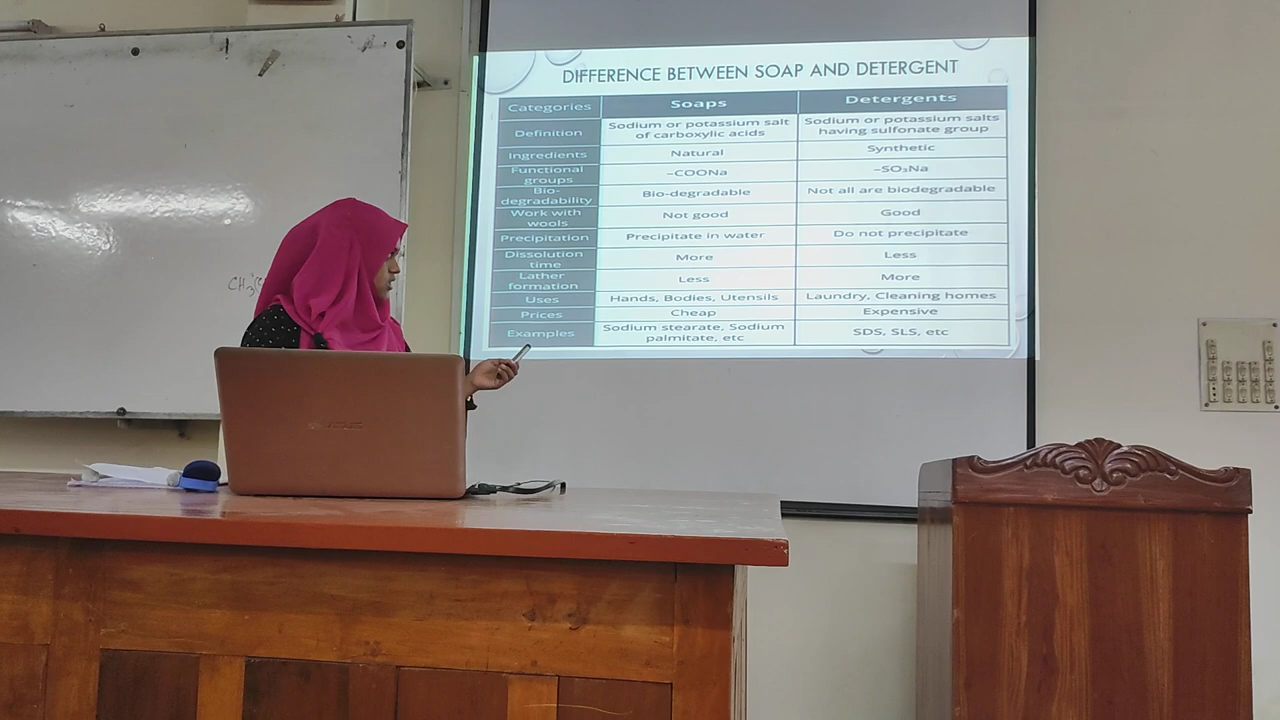 DIFFERENCE BETWEEN SOAP AND DETERGENT
Categories Soaps Detergents
Definition Sodium or potassium salt of carboxylic acids Sodium or potassium salts having sulfonate group
Ingredients Natural Synthetic
Functional groups –COONa –SO₃Na
Bio-degradability Bio-degradable Not all are biodegradable
Work with wools Not good Good
Precipitation Precipitate in water Do not precipitate
Dissolution time More Less
Lather formation Less More
Uses Hands, Bodies, Utensils Laundry, Cleaning homes
Prices Cheap Expensive
Examples Sodium stearate, Sodium palmitate, etc SDS, SLS, etc
ASUS